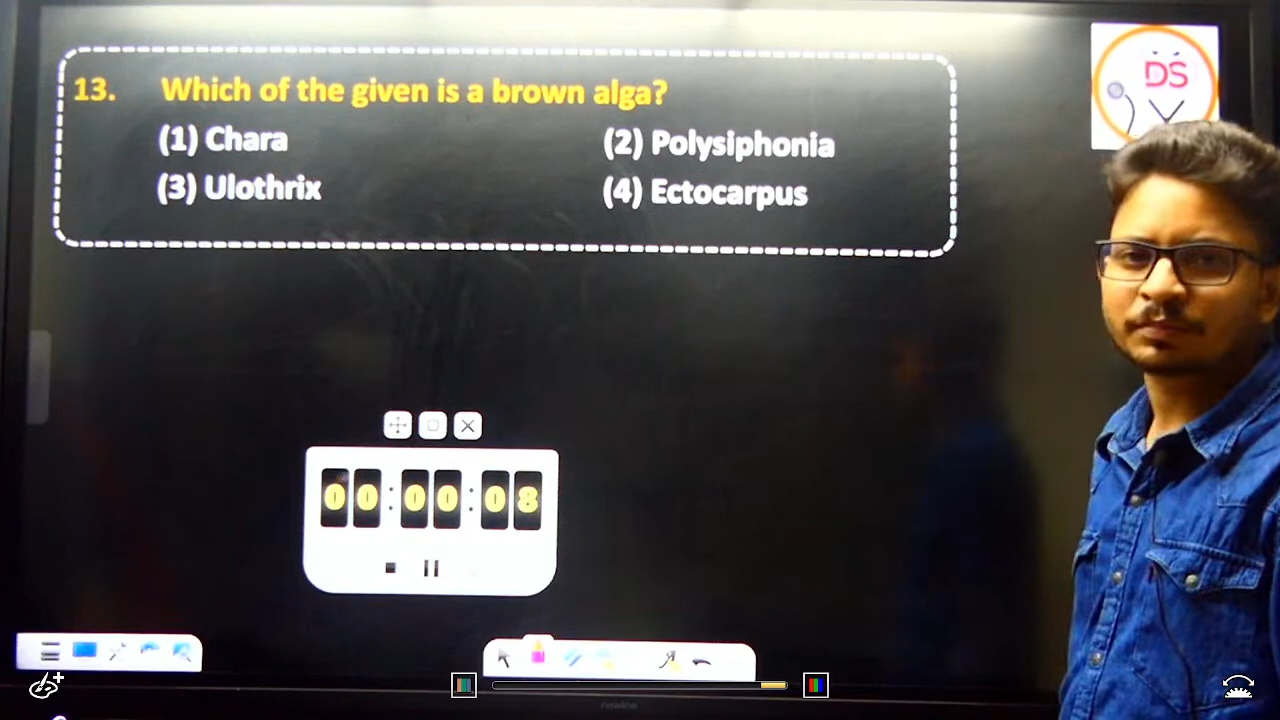 DS
13. Which of the given is a brown alga?
(1) Chara (2) Polysiphonia
(3) Ulothrix (4) Ectocarpus
00:00:08